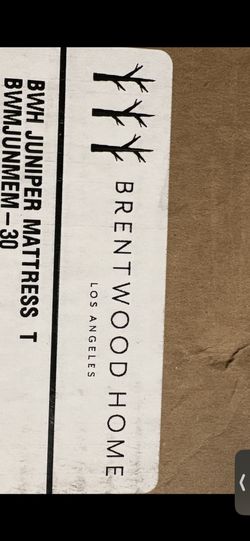 BRENTWOOD HOME
LOS ANGELES
BWH JUNIPER MATTRESS T
BWMJUNMEM-30